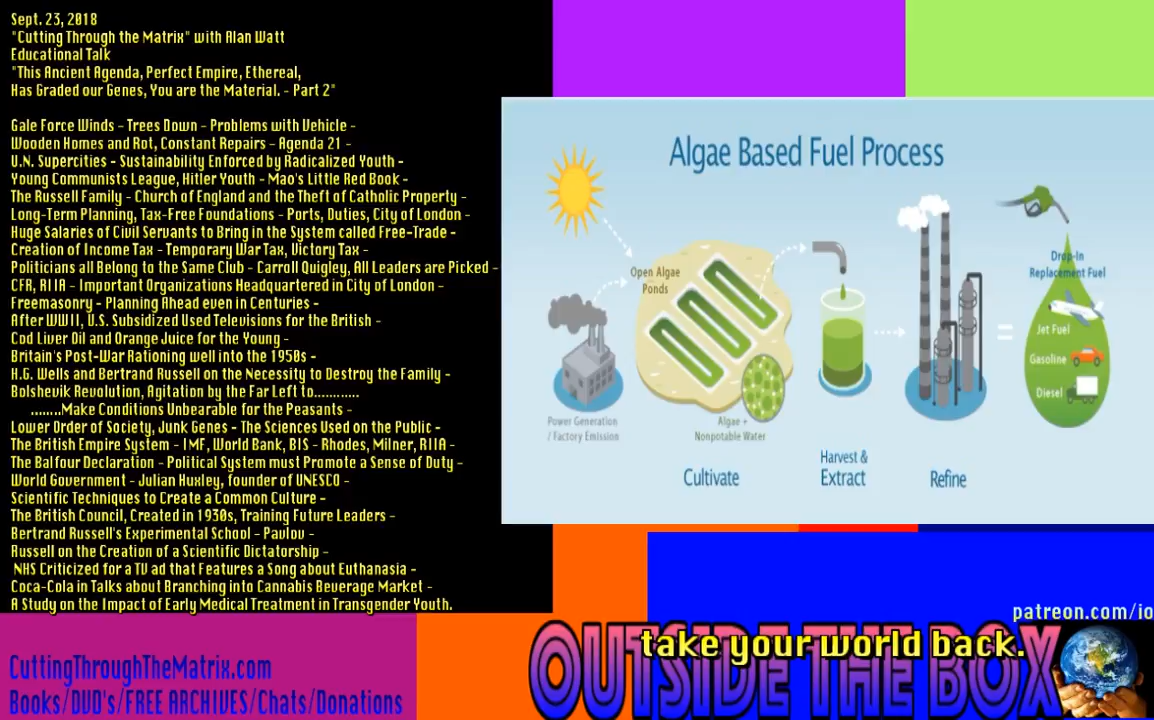 Sept. 23, 2018
"Cutting Through the Matrix" with Alan Watt
Educational Talk
"This Ancient Agenda, Perfect Empire, Ethereal,
Has Graded our Genes, You are the Material. - Part 2"
Gale Force Winds - Trees Down - Problems with Vehicle -
Wooden Homes and Rot, Constant Repairs - Agenda 21 -
U.N. Supercities - Sustainability Enforced by Radicalized Youth -
Young Communists League, Hitler Youth - Mao's Little Red Book -
The Russell Family - Church of England and the Theft of Catholic Property -
Long-Term Planning, Tax-Free Foundations - Ports, Duties, City of London -
Huge Salaries of Civil Servants to Bring in the System called Free-Trade -
Creation of Income Tax - Temporary War Tax, Victory Tax -
Politicians all Belong to the Same Club - Carroll Quigley, All Leaders are Picked -
CFR, RIIA - Important Organizations Headquartered in City of London -
Freemasonry - Planning Ahead even in Centuries -
After WWII, U.S. Subsidized Used Televisions for the British -
Cod Liver Oil and Orange Juice for the Young -
Britain's Post-War Rationing well into the 1950s -
H.G. Wells and Bertrand Russell on the Necessity to Destroy the Family -
Bolshevik Revolution, Agitation by the Far Left to............
........Make Conditions Unbearable for the Peasants -
Lower Order of Society, Junk Genes - The Sciences Used on the Public -
The British Empire System - IMF, World Bank, BIS - Rhodes, Milner, RIIA -
The Balfour Declaration - Political System must Promote a Sense of Duty -
World Government - Julian Huxley, founder of UNESCO -
Scientific Techniques to Create a Common Culture -
The British Council, Created in 1930s, Training Future Leaders -
Bertrand Russell's Experimental School - Pavlov -
Russell on the Creation of a Scientific Dictatorship -
NHS Criticized for a TV ad that Features a Song about Euthanasia -
Coca-Cola in Talks about Branching into Cannabis Beverage Market -
A Study on the Impact of Early Medical Treatment in Transgender Youth.
CuttingThroughTheMatrix.com
Books/DVD's/FREE ARCHIVES/Chats/Donations
Algae Based Fuel Process
Open Algae
Ponds
Power Generation
/ Factory Emission
Algae +
Nonpotable Water
Cultivate
Harvest &
Extract
Refine
=
Drop-In
Replacement Fuel
Jet Fuel
Gasoline
Diesel
patreon.com/io
OUTSIDE THE BOX
take your world back.